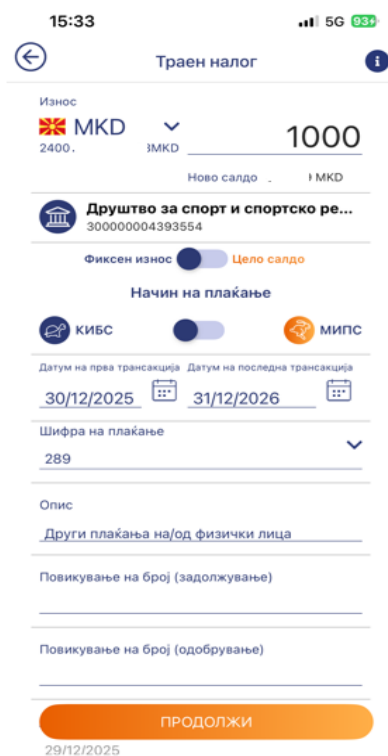 15:33 5G 93
Траен налог
Износ
MKD 1000
2400. MKD
Ново салдо MKD
Друштво за спорт и спортско ре...
300000004393554
Фиксен износ Цело салдо
Начин на плаќање
КИБС МИПС
Датум на прва трансакција Датум на последна трансакција
30/12/2025 31/12/2026
Шифра на плаќање
289
Опис
Други плаќања на/од физички лица
Повикување на број (задолжување)
Повикување на број (одобрување)
ПРОДОЛЖИ
29/12/2025